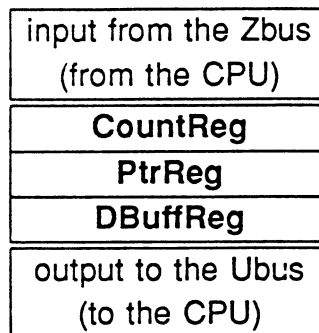 input from the Zbus
(from the CPU)
CountReg
PtrReg
DBuffReg
output to the Ubus
(to the CPU)